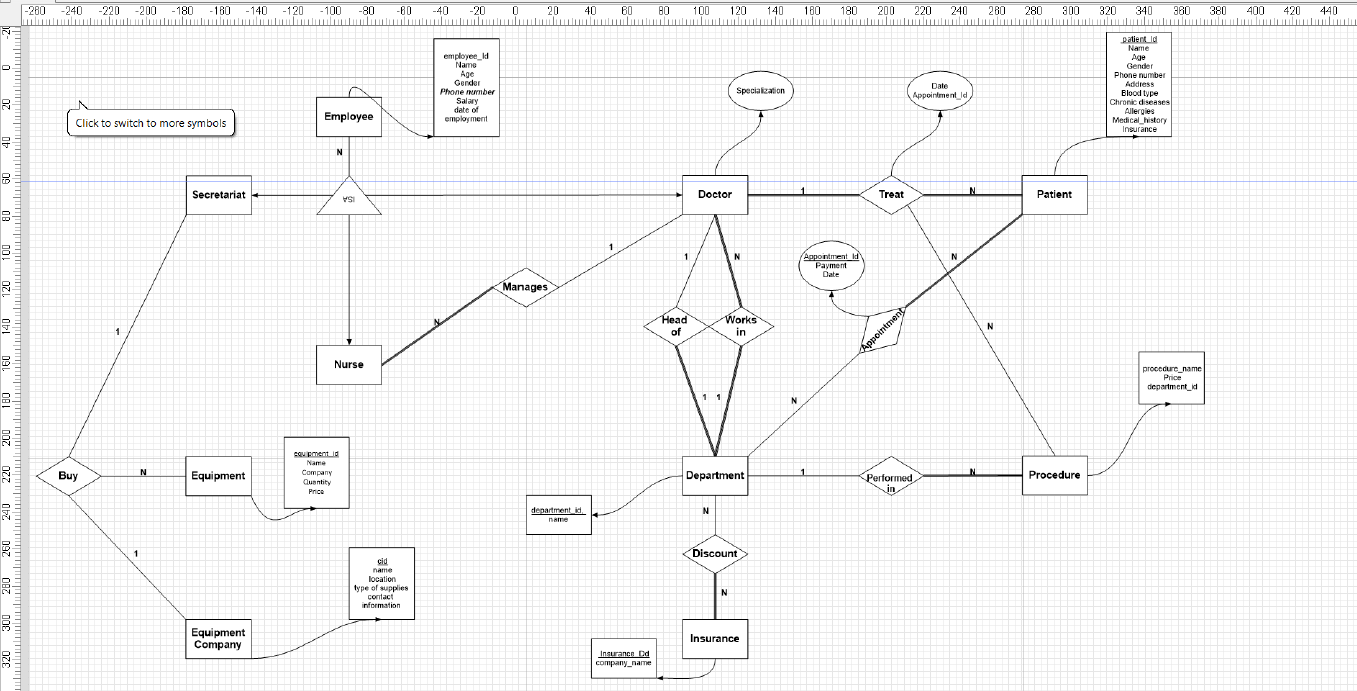 -260 -240 -220 -200 -180 -160 -140 -120 -100 -80 -60 -40 -20 0 20 40 60 80 100 120 140 160 180 200 220 240 260 280 300 320 340 360 380 400 420 440
0
20
40
60
80
100
120
140
160
180
200
220
240
260
280
300
320
Click to switch to more symbols
Employee
employee_Id
Name
Age
Gender
Phone number
Salary
date of
employment
Specialization
Date
Appointment_Id
patient_Id
Name
Age
Gender
Phone number
Address
Blood type
Chronic diseases
Allergies
Medical_history
Insurance
N
Secretariat
ISA
Doctor
1
Treat
N
Patient
1
Manages
N
Nurse
1
N
Head
of
Works
in
1
1
Appointment_Id
Payment
Date
N
Appointment
N
N
procedure_name
Price
department_id
1
Buy
N
Equipment
equipment_id
Name
Company
Quantity
Price
Department
1
Performed
in
N
Procedure
department_id
name
N
Discount
N
1
cid
name
location
type of supplies
contact
information
Equipment
Company
Insurance
Insurance_Dd
company_name